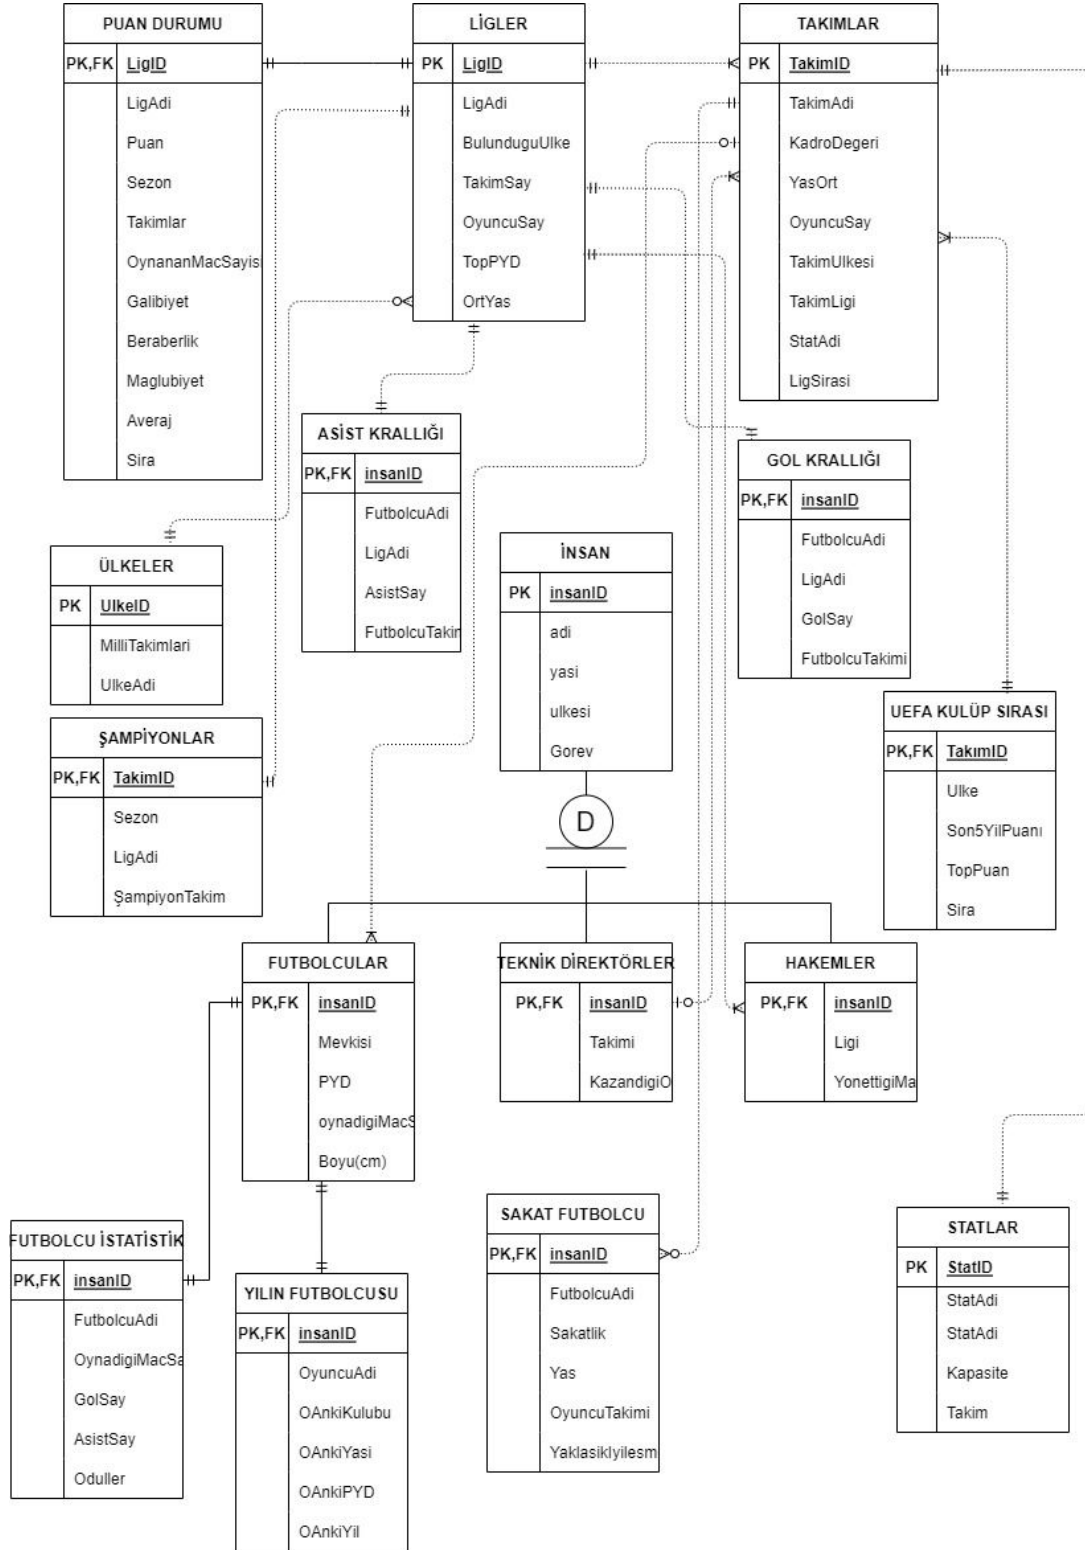 PUAN DURUMU
PK,FK LigID
LigAdi
Puan
Sezon
Takimlar
OynananMacSayis
Galibiyet
Beraberlik
Maglubiyet
Averaj
Sira
LİGLER
PK LigID
LigAdi
BulunduguUlke
TakimSay
OyuncuSay
TopPYD
OrtYas
TAKIMLAR
PK TakimID
TakimAdi
KadroDegeri
YasOrt
OyuncuSay
TakimUlkesi
TakimLigi
StatAdi
LigSirasi
ASİST KRALLIĞI
PK,FK insanID
FutbolcuAdi
LigAdi
AsistSay
FutbolcuTakin
GOL KRALLIĞI
PK,FK insanID
FutbolcuAdi
LigAdi
GolSay
FutbolcuTakimi
ÜLKELER
PK UlkeID
MilliTakimlari
UlkeAdi
İNSAN
PK insanID
adi
yasi
ulkesi
Gorev
D
ŞAMPİYONLAR
PK,FK TakimID
Sezon
LigAdi
ŞampiyonTakim
UEFA KULÜP SIRASI
PK,FK TakımID
Ulke
Son5YilPuanı
TopPuan
Sira
FUTBOLCULAR
PK,FK insanID
Mevkisi
PYD
oynadigiMacS
Boyu(cm)
TEKNİK DİREKTÖRLER
PK,FK insanID
Takimi
KazandigiO
HAKEMLER
PK,FK insanID
Ligi
YonettigiMa
FUTBOLCU İSTATİSTİK
PK,FK insanID
FutbolcuAdi
OynadigiMacSa
GolSay
AsistSay
Oduller
YILIN FUTBOLCUSU
PK,FK insanID
OyuncuAdi
OAnkiKulubu
OAnkiYasi
OAnkiPYD
OAnkiYil
SAKAT FUTBOLCU
PK,FK insanID
FutbolcuAdi
Sakatlik
Yas
OyuncuTakimi
YaklasikIyilesm
STATLAR
PK StatID
StatAdi
StatAdi
Kapasite
Takim